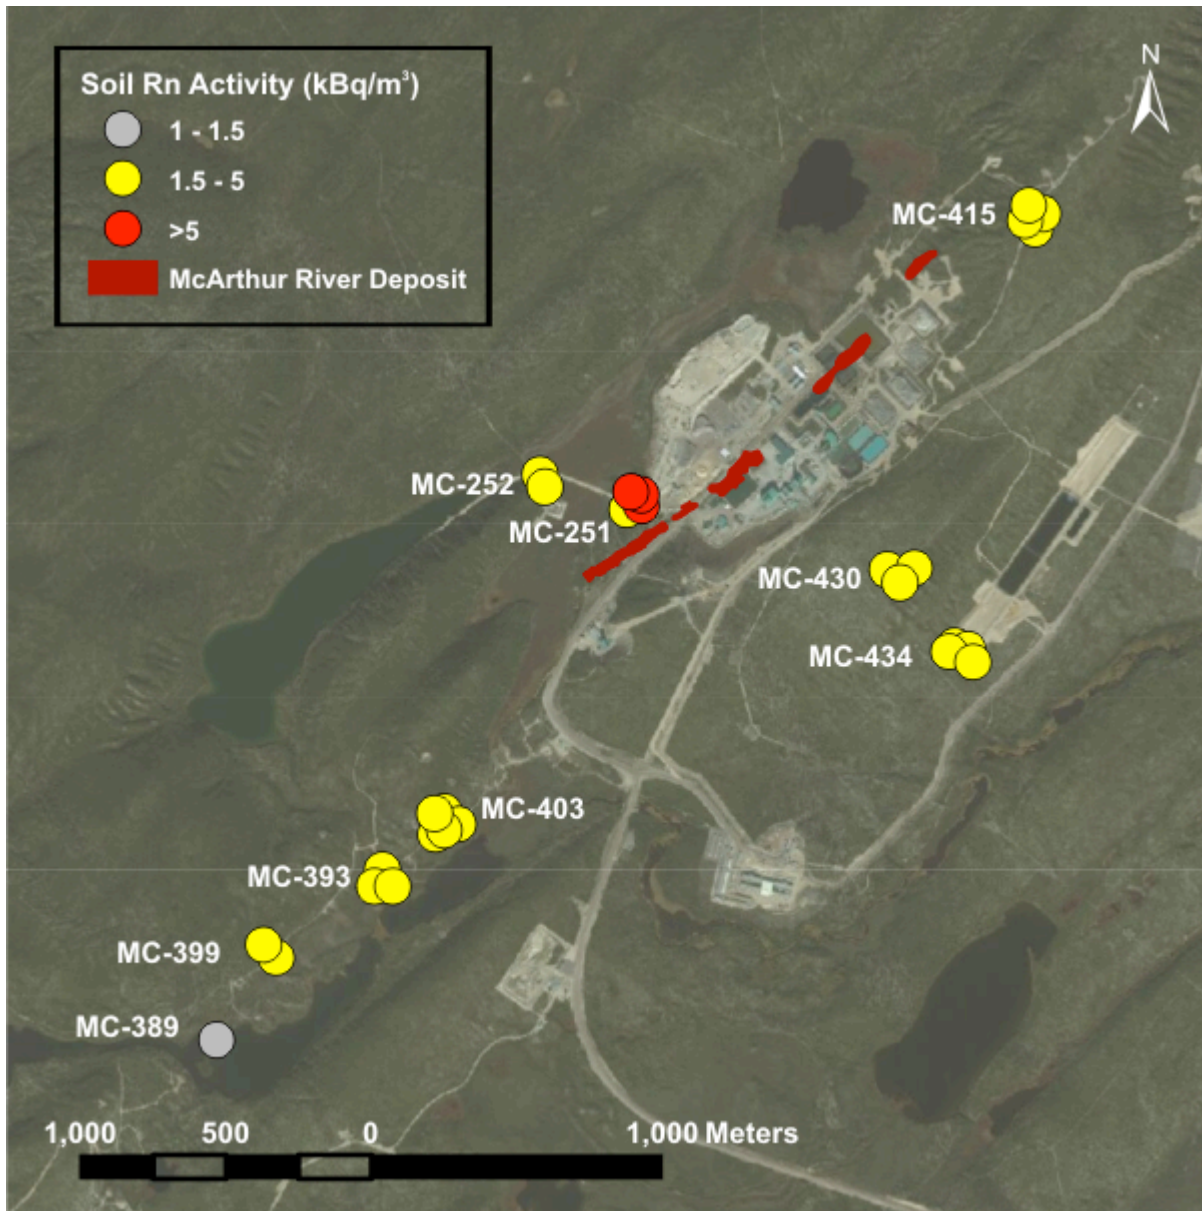 Soil Rn Activity (kBq/m³)
1 - 1.5
1.5 - 5
>5
McArthur River Deposit
N
MC-415
MC-252
MC-251
MC-430
MC-434
MC-403
MC-393
MC-399
MC-389
1,000 500 0 1,000 Meters